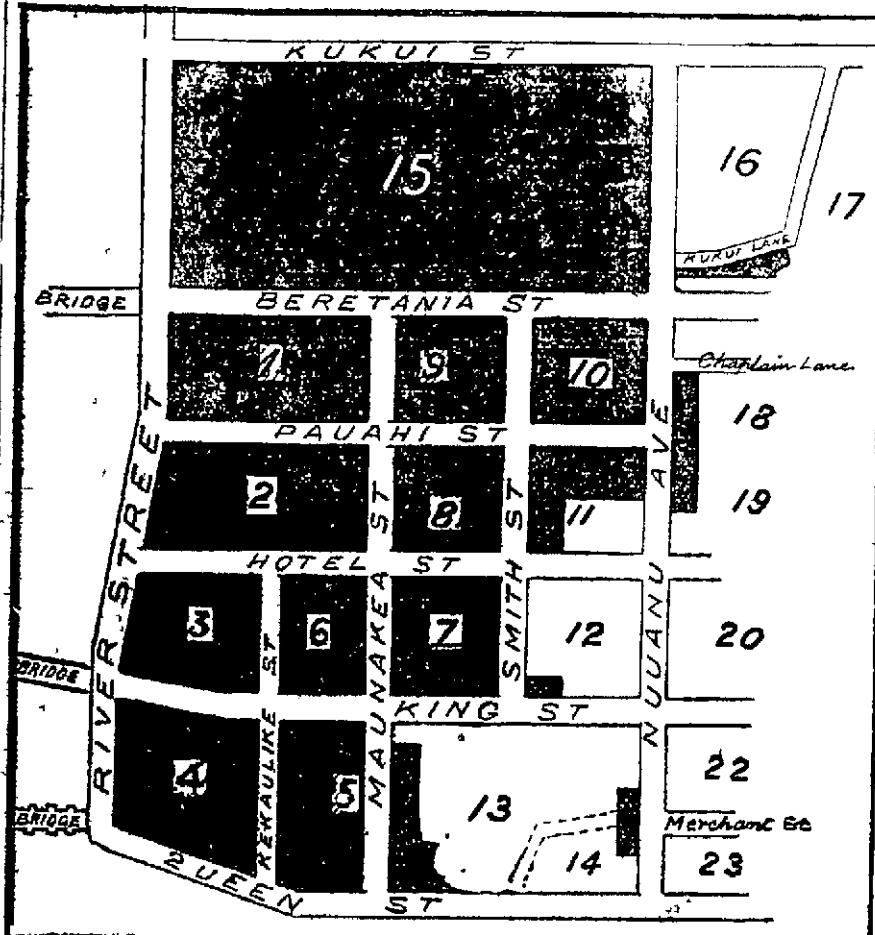 KUKUI ST
15
16
17
KUKUI LANE
BRIDGE
BERETANIA ST
1
9
10
Chaplain Lane
18
PAUAHI ST
NUUANU AVE
RIVER STREET
2
8
11
19
MAUNAKEA ST
SMITH ST
HOTEL ST
3
6
7
12
20
BRIDGE
KING ST
KEKAULIKE ST
4
5
13
22
BRIDGE
Merchant St
14
23
QUEEN ST